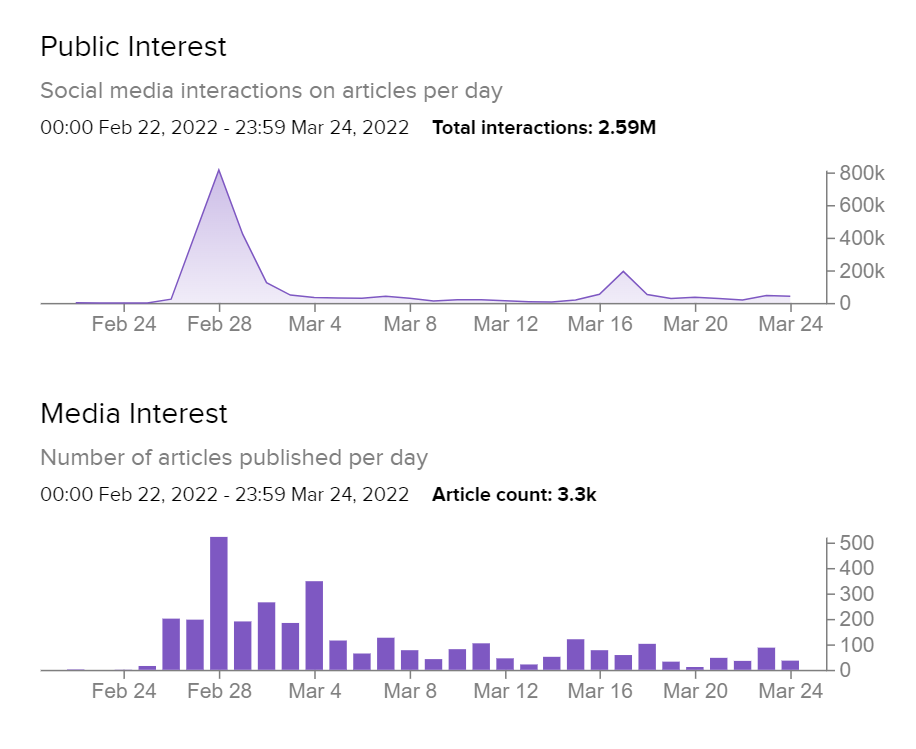 Public Interest
Social media interactions on articles per day
00:00 Feb 22, 2022 - 23:59 Mar 24, 2022 Total interactions: 2.59M
800k
600k
400k
200k
0
Feb 24 Feb 28 Mar 4 Mar 8 Mar 12 Mar 16 Mar 20 Mar 24
Media Interest
Number of articles published per day
00:00 Feb 22, 2022 - 23:59 Mar 24, 2022 Article count: 3.3k
500
400
300
200
100
0
Feb 24 Feb 28 Mar 4 Mar 8 Mar 12 Mar 16 Mar 20 Mar 24